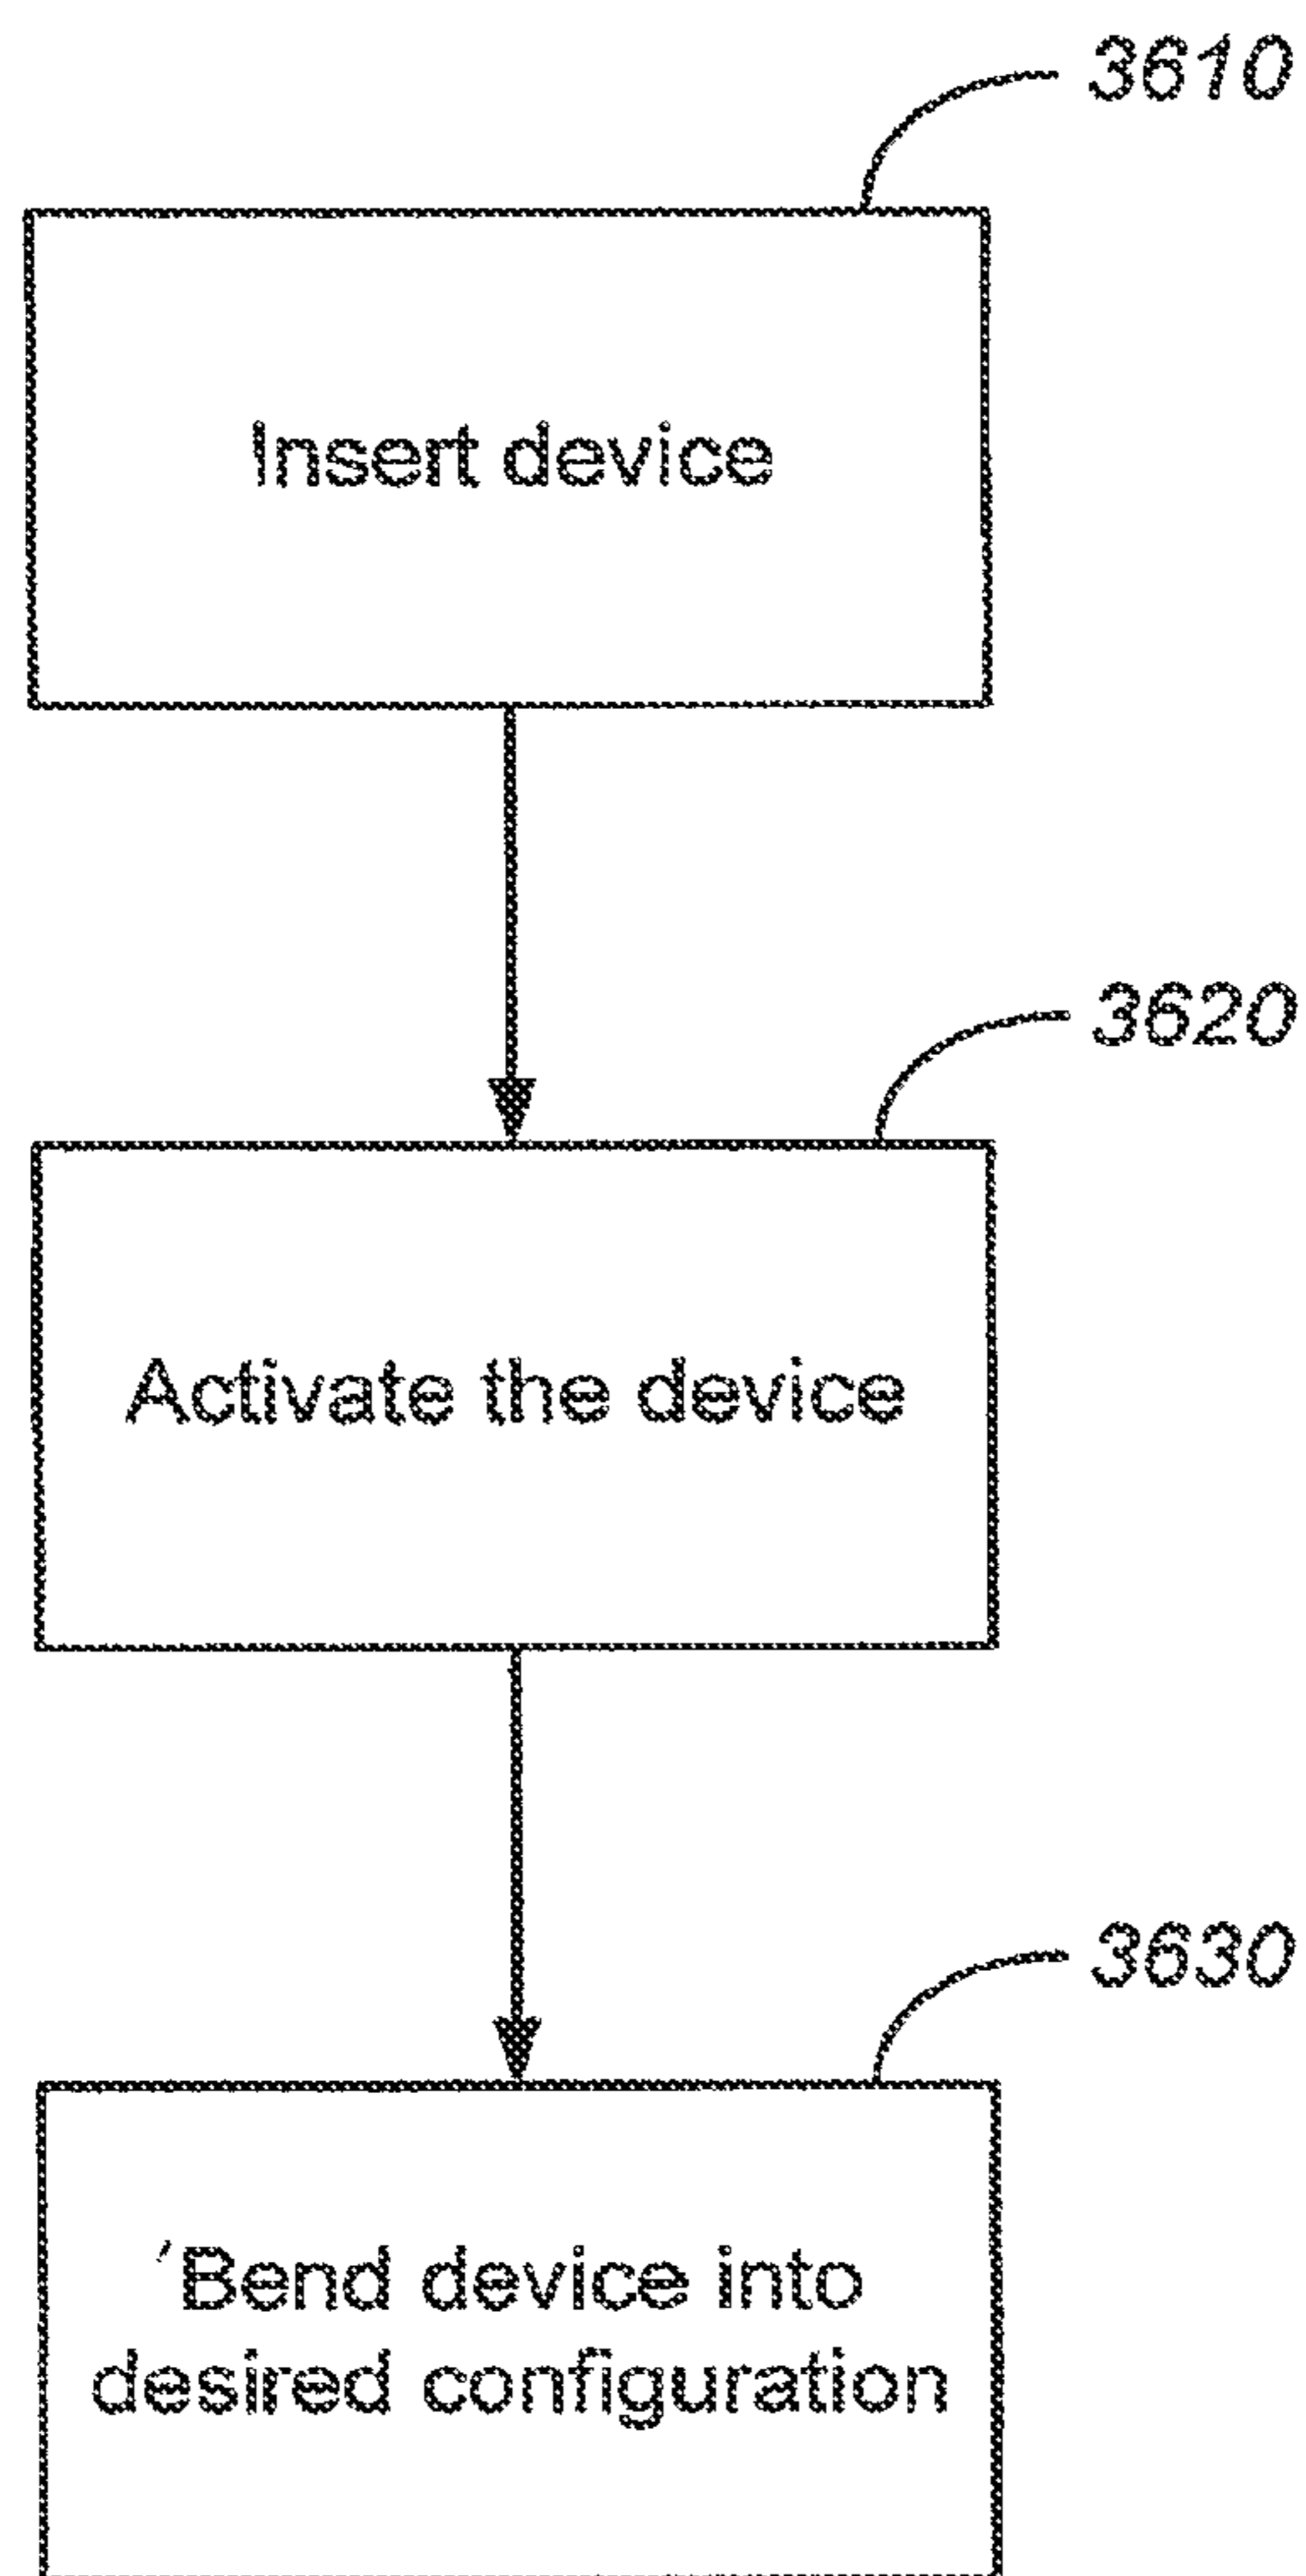 3610
Insert device
3620
Activate the device
3630
Bend device into
desired configuration